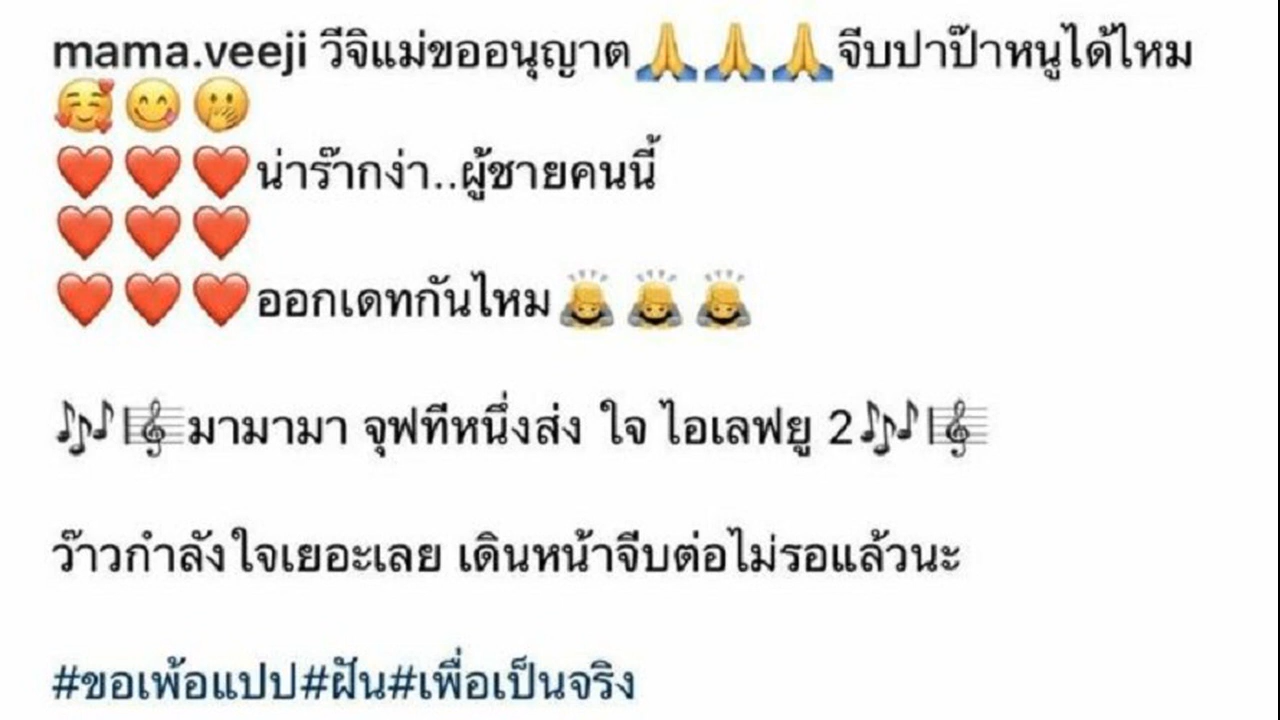 mama.veeji วีจิแม่ขออนุญาต🙏🙏🙏จีบปาป๊าหนูได้ไหม
🥰😋🤭
❤️❤️❤️น่าร๊ากง่า..ผู้ชายคนนี้
❤️❤️❤️
❤️❤️❤️ออกเดทกันไหม🙇🙇🙇
🎶🎼มามามา จุฟทีหนึ่งส่ง ใจ ไอเลฟยู 2🎶🎼
ว๊าวกำลังใจเยอะเลย เดินหน้าจีบต่อไม่รอแล้วนะ
#ขอเพ้อแปป#ฝัน#เพื่อเป็นจริง